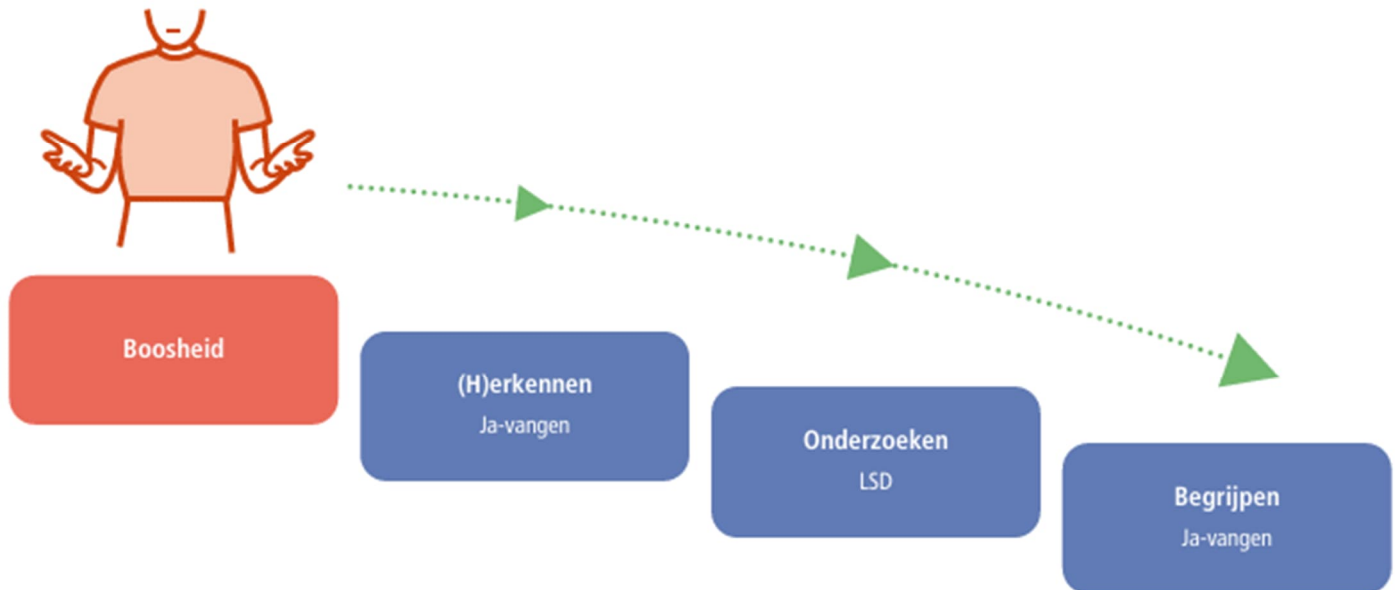 Boosheid
(H)erkennen
Ja-vangen
Onderzoeken
LSD
Begrijpen
Ja-vangen